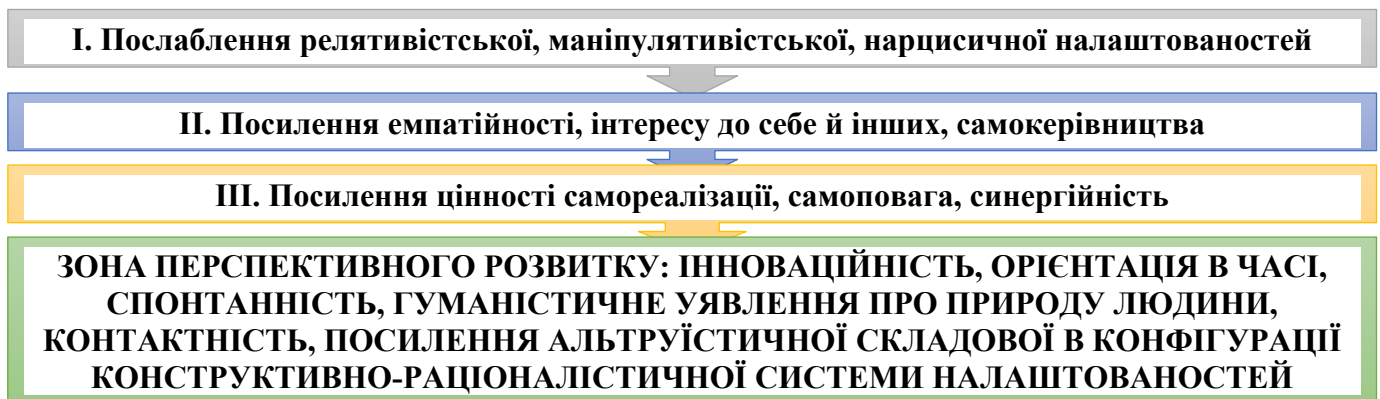 І. Послаблення релятивістської, маніпулятивістської, нарцисичної налаштованостей
ІІ. Посилення емпатійності, інтересу до себе й інших, самокерівництва
ІІІ. Посилення цінності самореалізації, самоповага, синергійність
ЗОНА ПЕРСПЕКТИВНОГО РОЗВИТКУ: ІННОВАЦІЙНІСТЬ, ОРІЄНТАЦІЯ В ЧАСІ,
СПОНТАННІСТЬ, ГУМАНІСТИЧНЕ УЯВЛЕННЯ ПРО ПРИРОДУ ЛЮДИНИ,
КОНТАКТНІСТЬ, ПОСИЛЕННЯ АЛЬТРУЇСТИЧНОЇ СКЛАДОВОЇ В КОНФІГУРАЦІЇ
КОНСТРУКТИВНО-РАЦІОНАЛІСТИЧНОЇ СИСТЕМИ НАЛАШТОВАНОСТЕЙ